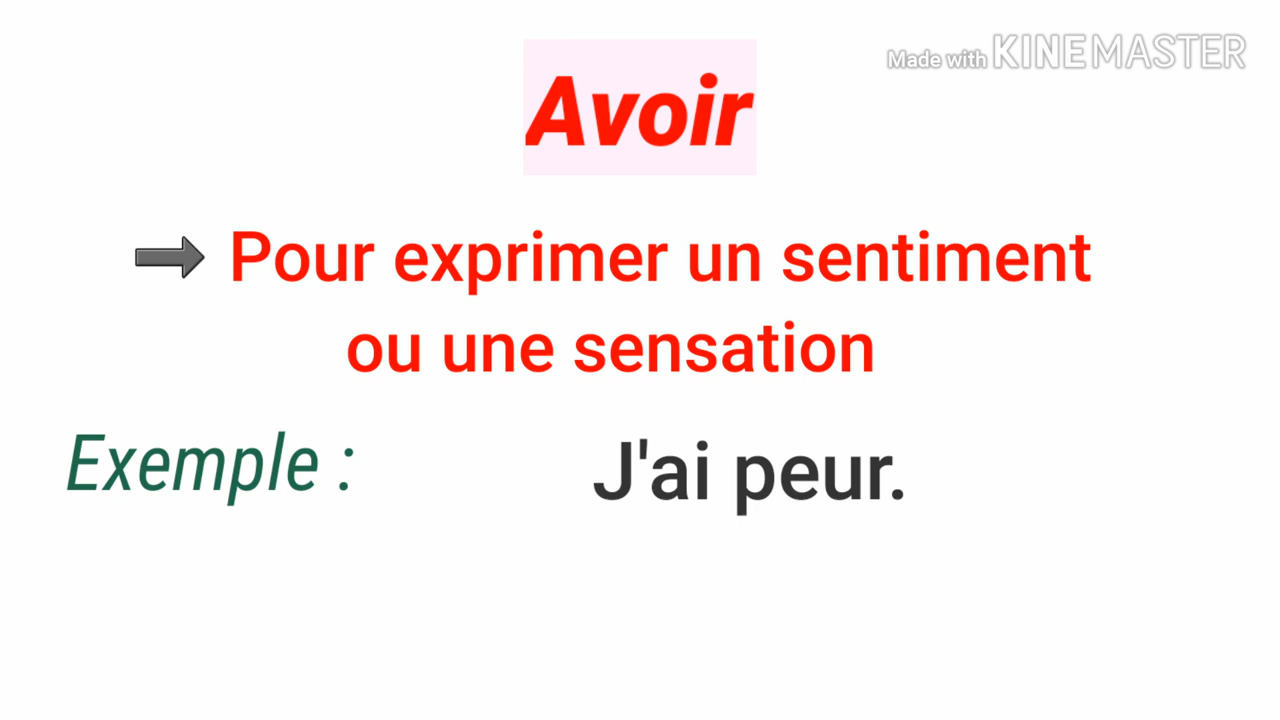 Made with KINEMASTER
Avoir
➡ Pour exprimer un sentiment
ou une sensation
Exemple : J'ai peur.